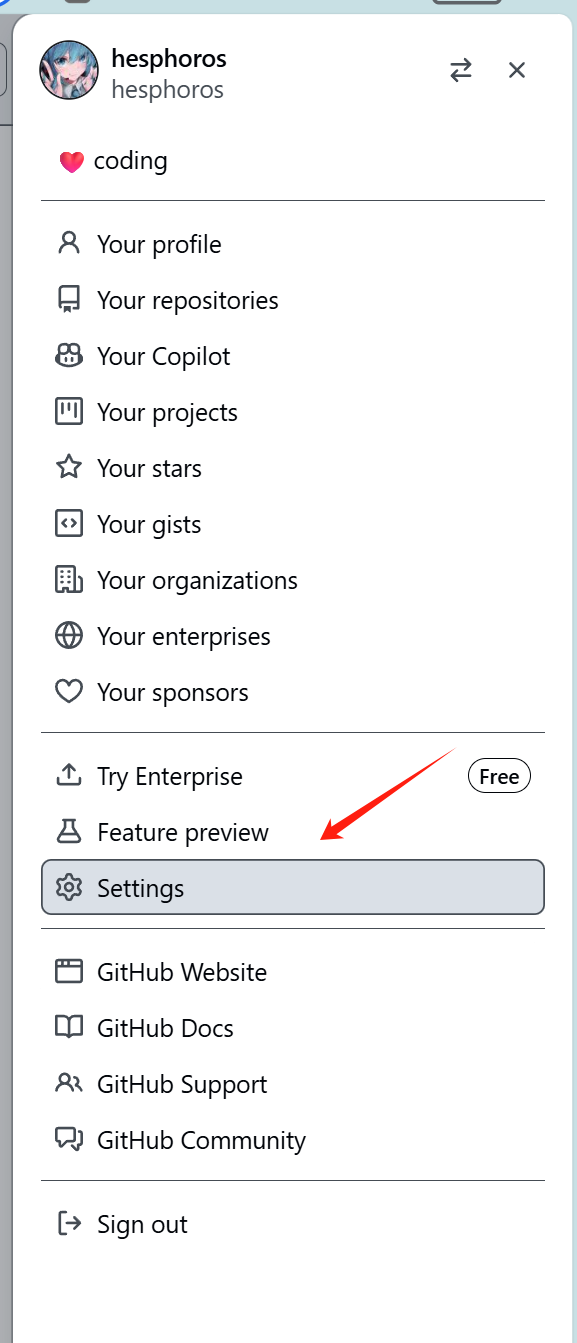 hesphoros
hesphoros
❤️ coding
Your profile
Your repositories
Your Copilot
Your projects
Your stars
Your gists
Your organizations
Your enterprises
Your sponsors
Try Enterprise Free
Feature preview
Settings
GitHub Website
GitHub Docs
GitHub Support
GitHub Community
Sign out